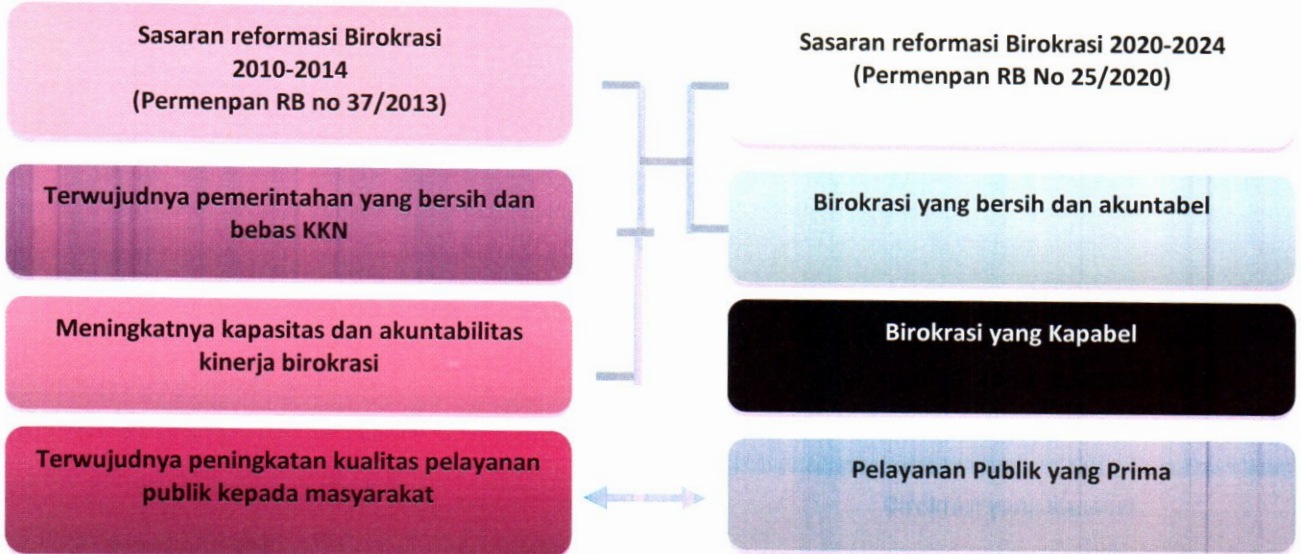 Sasaran reformasi Birokrasi
2010-2014
(Permenpan RB no 37/2013)
Terwujudnya pemerintahan yang bersih dan
bebas KKN
Meningkatnya kapasitas dan akuntabilitas
kinerja birokrasi
Terwujudnya peningkatan kualitas pelayanan
publik kepada masyarakat
Sasaran reformasi Birokrasi 2020-2024
(Permenpan RB No 25/2020)
Birokrasi yang bersih dan akuntabel
Birokrasi yang Kapabel
Pelayanan Publik yang Prima